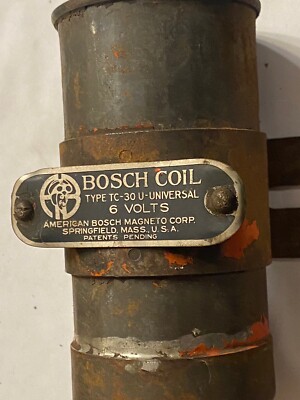 BOSCH COIL
TYPE TC-30 U-UNIVERSAL
6 VOLTS
AMERICAN BOSCH MAGNETO CORP.
SPRINGFIELD, MASS., U.S.A.
PATENTS PENDING